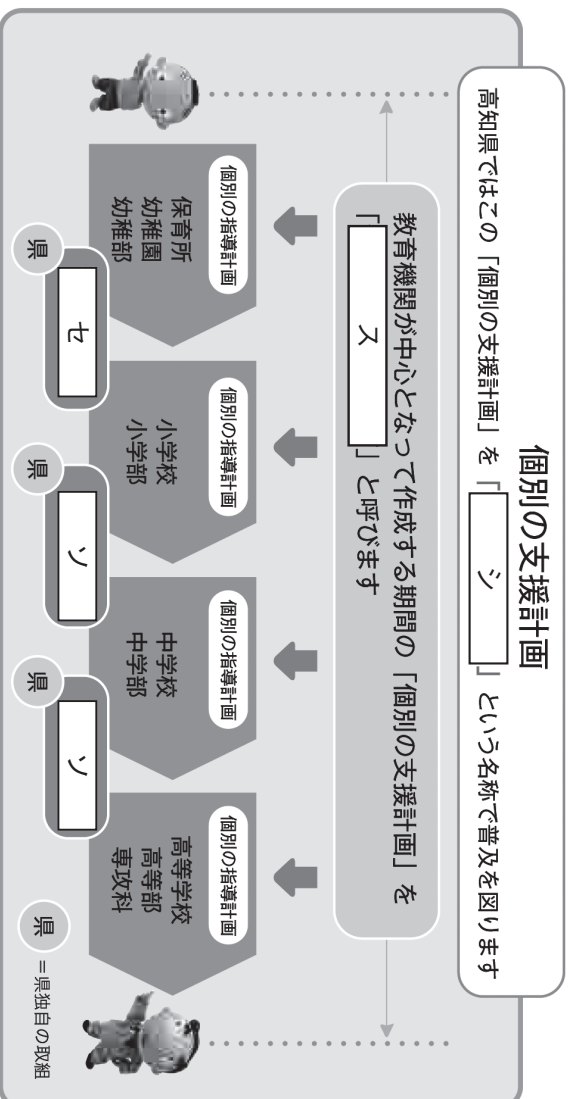 個別の支援計画
高知県ではこの「個別の支援計画」を「 シ 」という名称で普及を図ります
教育機関が中心となって作成する期間の「個別の支援計画」を
「 ス 」と呼びます
個別の指導計画
保育所
幼稚園
幼稚部
個別の指導計画
小学校
小学部
個別の指導計画
中学校
中学部
個別の指導計画
高等学校
高等部
専攻科
県
セ
県
ソ
県
ソ
県 =県独自の取組